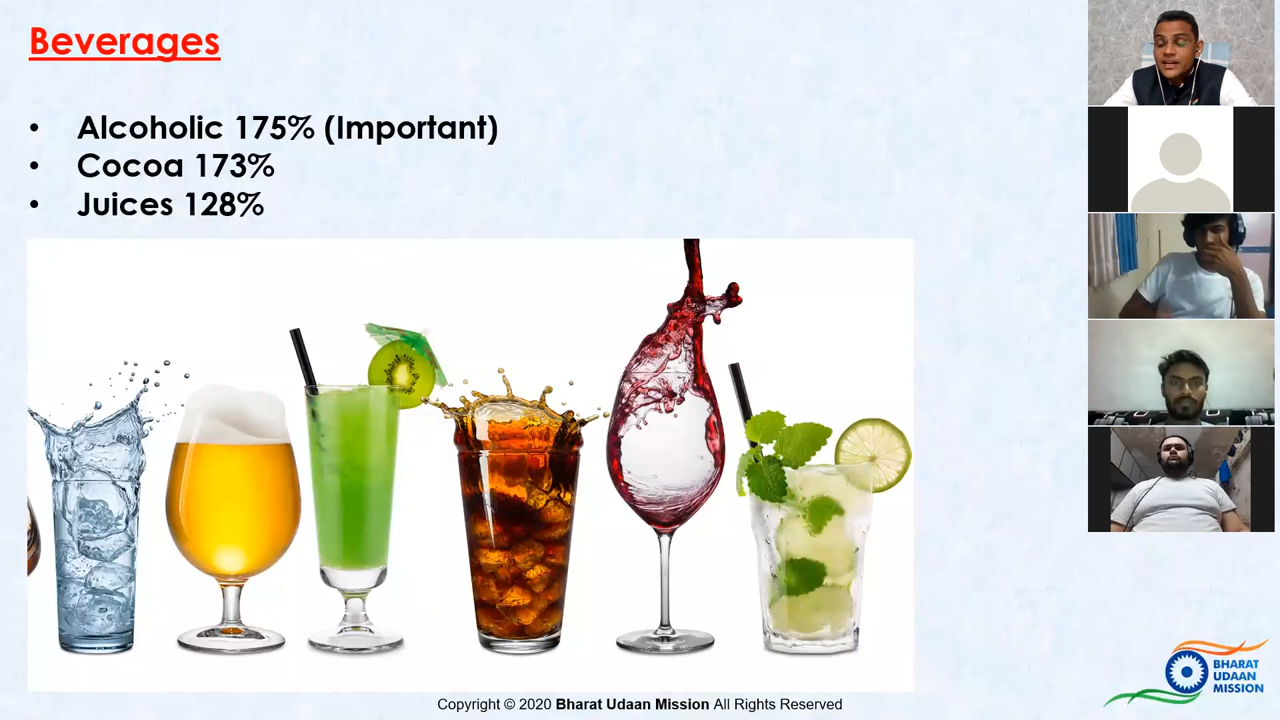 Beverages
• Alcoholic 175% (Important)
• Cocoa 173%
• Juices 128%
BHARAT
UDAAN
MISSION
Copyright © 2020 Bharat Udaan Mission All Rights Reserved